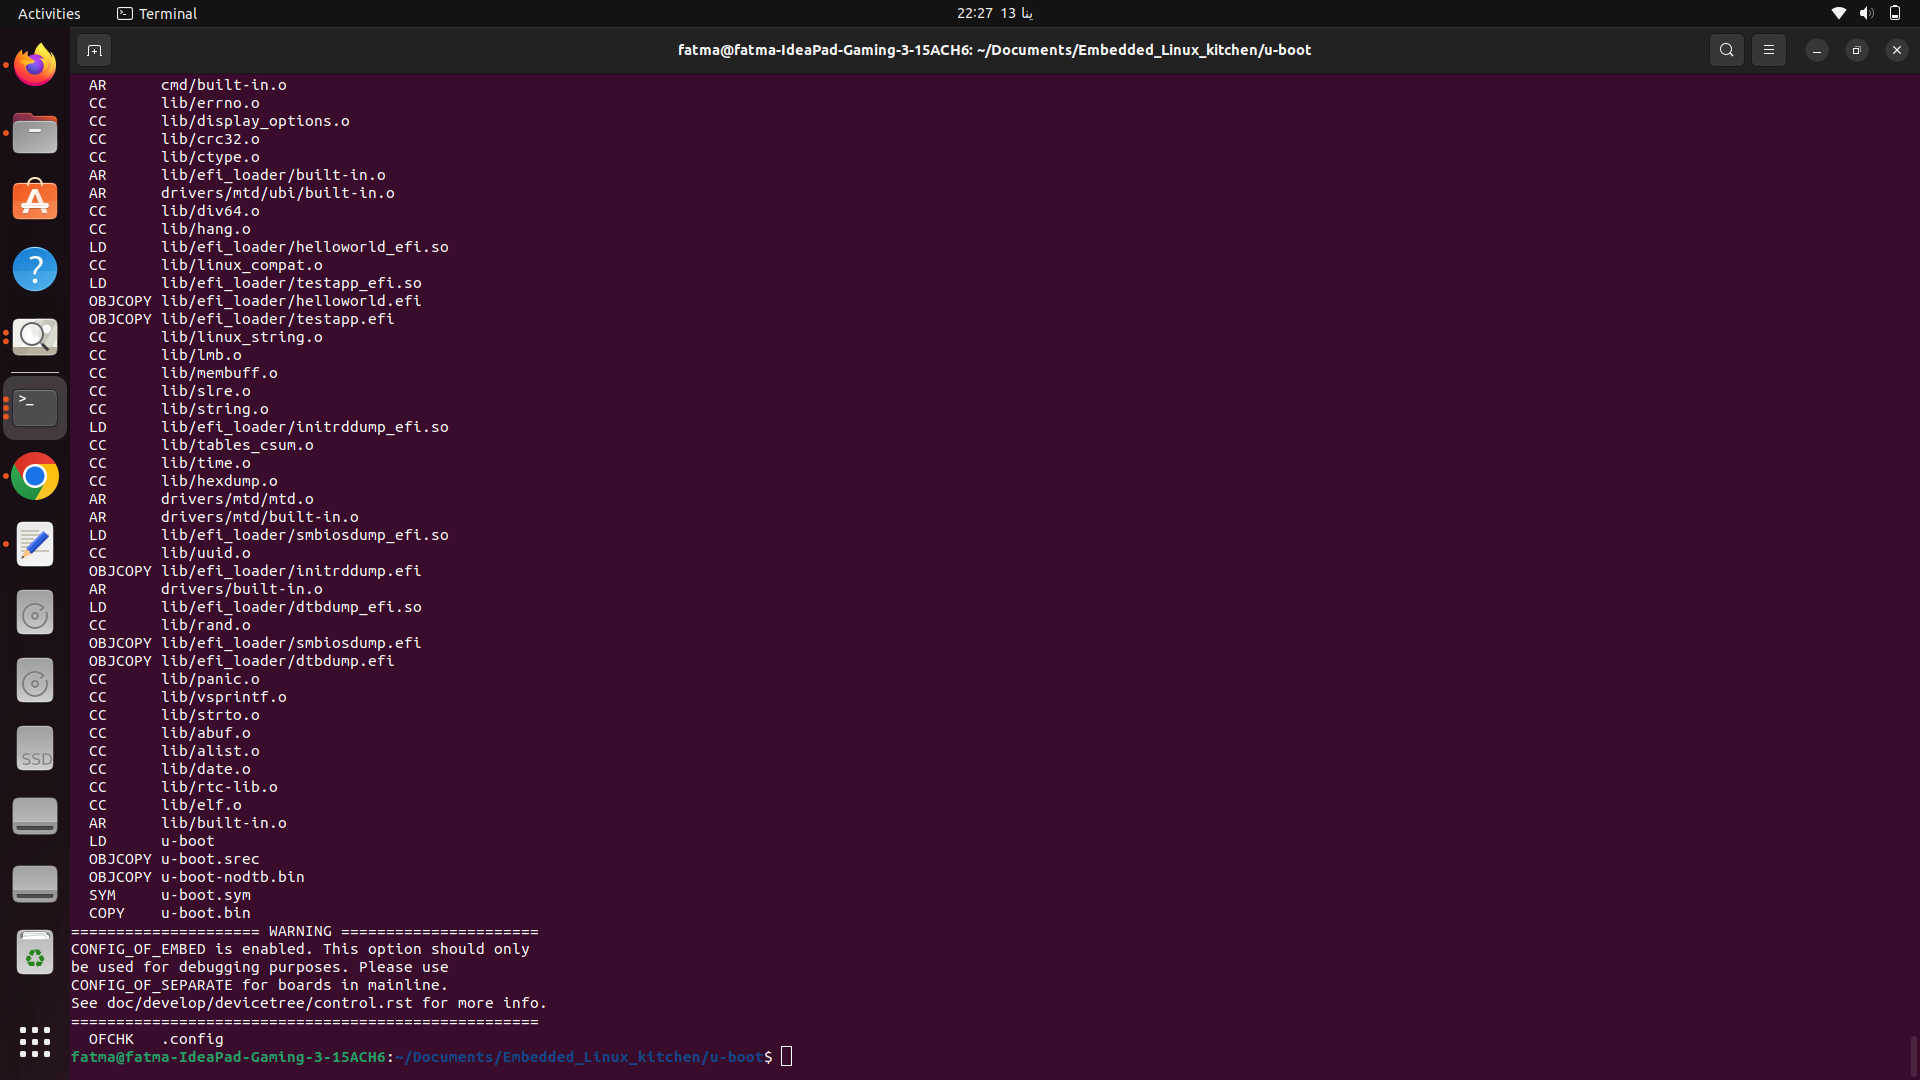 Activities
Terminal
22:27 13 ينا
fatma@fatma-IdeaPad-Gaming-3-15ACH6: ~/Documents/Embedded_Linux_kitchen/u-boot
AR cmd/built-in.o
CC lib/errno.o
CC lib/display_options.o
CC lib/crc32.o
CC lib/ctype.o
AR lib/efi_loader/built-in.o
AR drivers/mtd/ubi/built-in.o
CC lib/div64.o
CC lib/hang.o
LD lib/efi_loader/helloworld_efi.so
CC lib/linux_compat.o
LD lib/efi_loader/testapp_efi.so
OBJCOPY lib/efi_loader/helloworld.efi
OBJCOPY lib/efi_loader/testapp.efi
CC lib/linux_string.o
CC lib/lmb.o
CC lib/membuff.o
CC lib/slre.o
CC lib/string.o
LD lib/efi_loader/initrddump_efi.so
CC lib/tables_csum.o
CC lib/time.o
CC lib/hexdump.o
AR drivers/mtd/mtd.o
AR drivers/mtd/built-in.o
LD lib/efi_loader/smbiosdump_efi.so
CC lib/uuid.o
OBJCOPY lib/efi_loader/initrddump.efi
AR drivers/built-in.o
LD lib/efi_loader/dtbdump_efi.so
CC lib/rand.o
OBJCOPY lib/efi_loader/smbiosdump.efi
OBJCOPY lib/efi_loader/dtbdump.efi
CC lib/panic.o
CC lib/vsprintf.o
CC lib/strto.o
CC lib/abuf.o
CC lib/alist.o
CC lib/date.o
CC lib/rtc-lib.o
CC lib/elf.o
AR lib/built-in.o
LD u-boot
OBJCOPY u-boot.srec
OBJCOPY u-boot-nodtb.bin
SYM u-boot.sym
COPY u-boot.bin
===================== WARNING ======================
CONFIG_OF_EMBED is enabled. This option should only
be used for debugging purposes. Please use
CONFIG_OF_SEPARATE for boards in mainline.
See doc/develop/devicetree/control.rst for more info.
====================================================
OFCHK .config
fatma@fatma-IdeaPad-Gaming-3-15ACH6:~/Documents/Embedded_Linux_kitchen/u-boot$
SSD